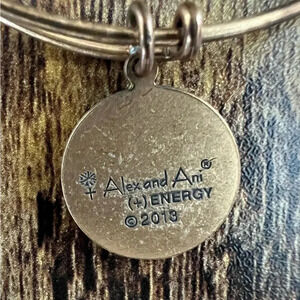 Alex and Ani®
(+) ENERGY
©2013